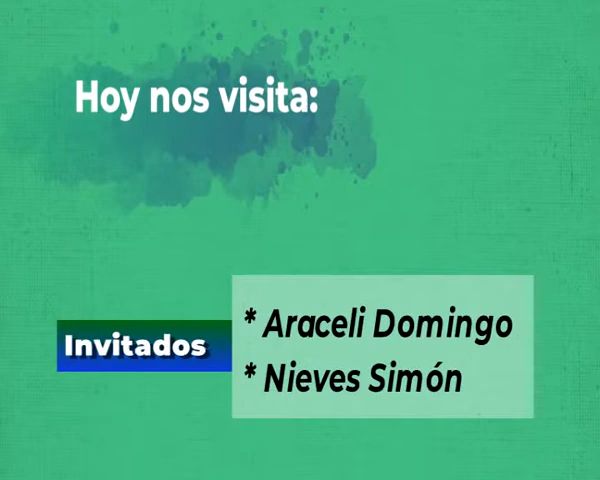 Hoy nos visita:
Invitados
* Araceli Domingo
* Nieves Simón